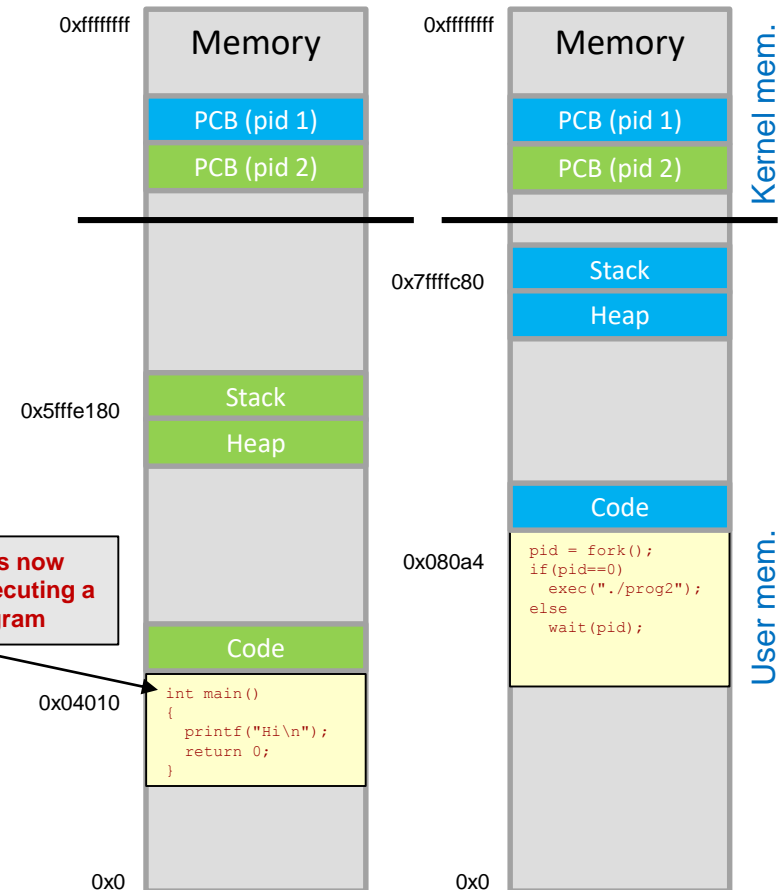 0xffffffff
Memory
PCB (pid 1)
PCB (pid 2)
0x5fffe180
Stack
Heap
s now
ecuting a
gram
Code
0x04010
int main()
{
printf("Hi\n");
return 0;
}
0x0
0xffffffff
Memory
Kernel mem.
PCB (pid 1)
PCB (pid 2)
0x7ffffc80
Stack
Heap
Code
0x080a4
pid = fork();
if(pid==0)
exec("./prog2");
else
wait(pid);
User mem.
0x0